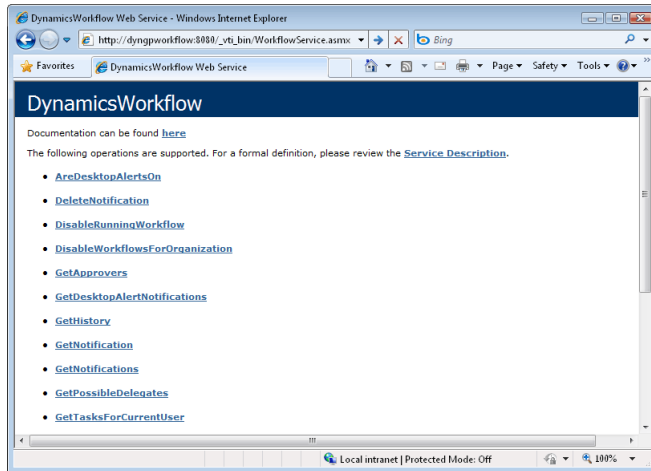 DynamicsWorkflow Web Service - Windows Internet Explorer
http://dyngpworkflow:8080/_vti_bin/WorkflowService.asmx
Bing
Favorites
DynamicsWorkflow Web Service
Page
Safety
Tools
DynamicsWorkflow
Documentation can be found here
The following operations are supported. For a formal definition, please review the Service Description.
AreDesktopAlertsOn
DeleteNotification
DisableRunningWorkflow
DisableWorkflowsForOrganization
GetApprovers
GetDesktopAlertNotifications
GetHistory
GetNotification
GetNotifications
GetPossibleDelegates
GetTasksForCurrentUser
Local intranet | Protected Mode: Off
100%